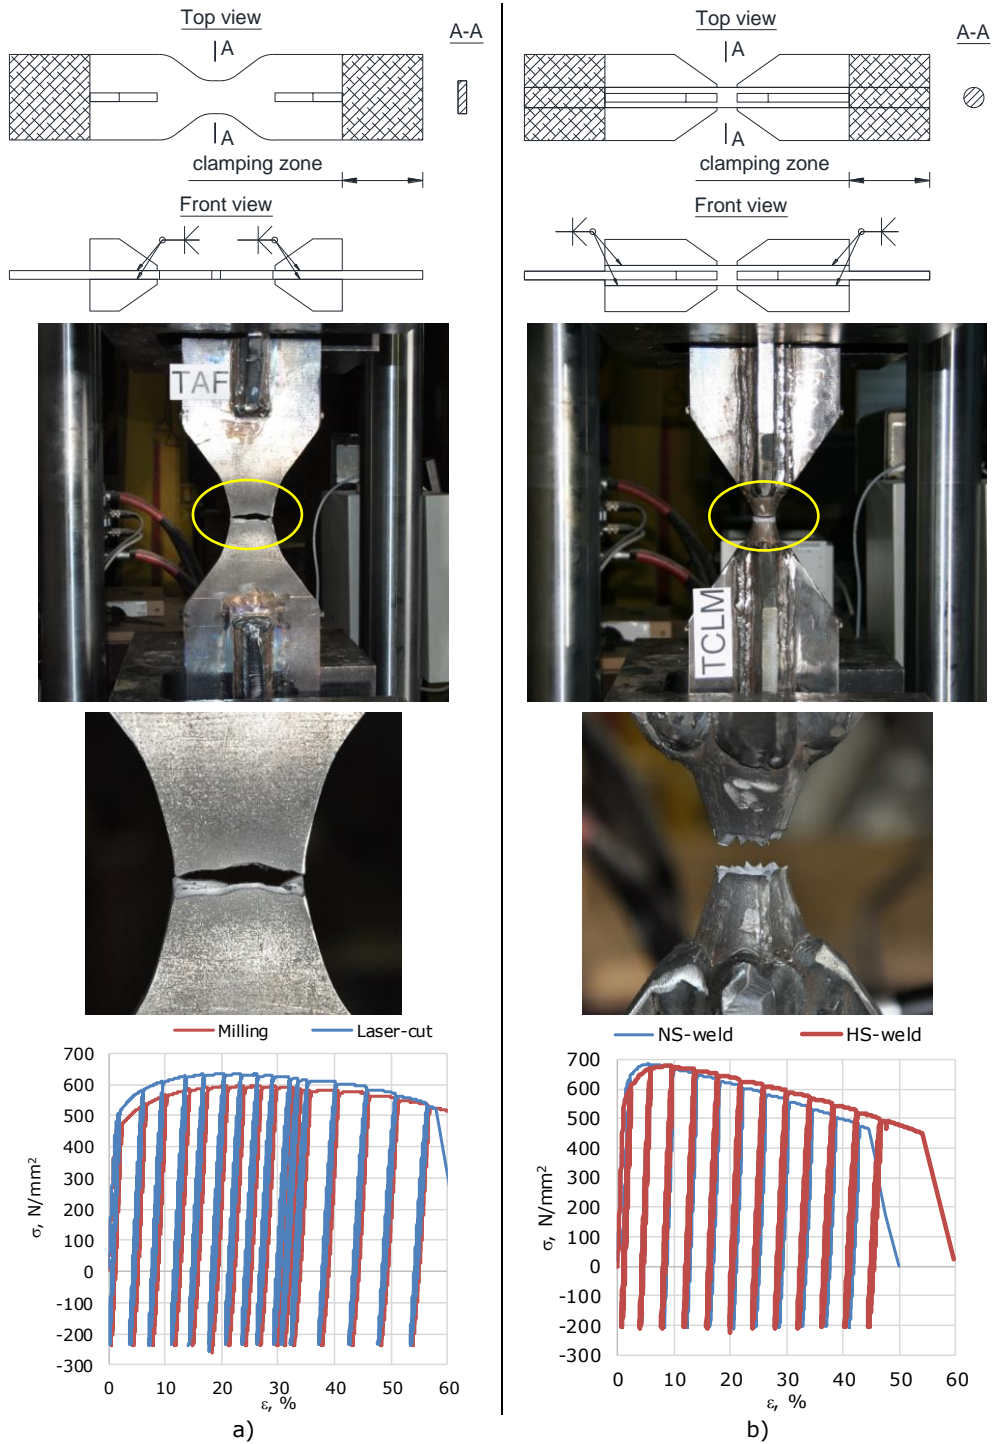 Top view
A
A-A
A
clamping zone
Front view
TAF
Milling
Laser-cut
700
600
500
400
300
200
100
0
-100
-200
-300
σ, N/mm²
0 10 20 30 40 50 60
ε, %
a)
Top view
A
A-A
A
clamping zone
Front view
TCLM
NS-weld
HS-weld
700
600
500
400
300
200
100
0
-100
-200
-300
σ, N/mm²
0 10 20 30 40 50 60
ε, %
b)